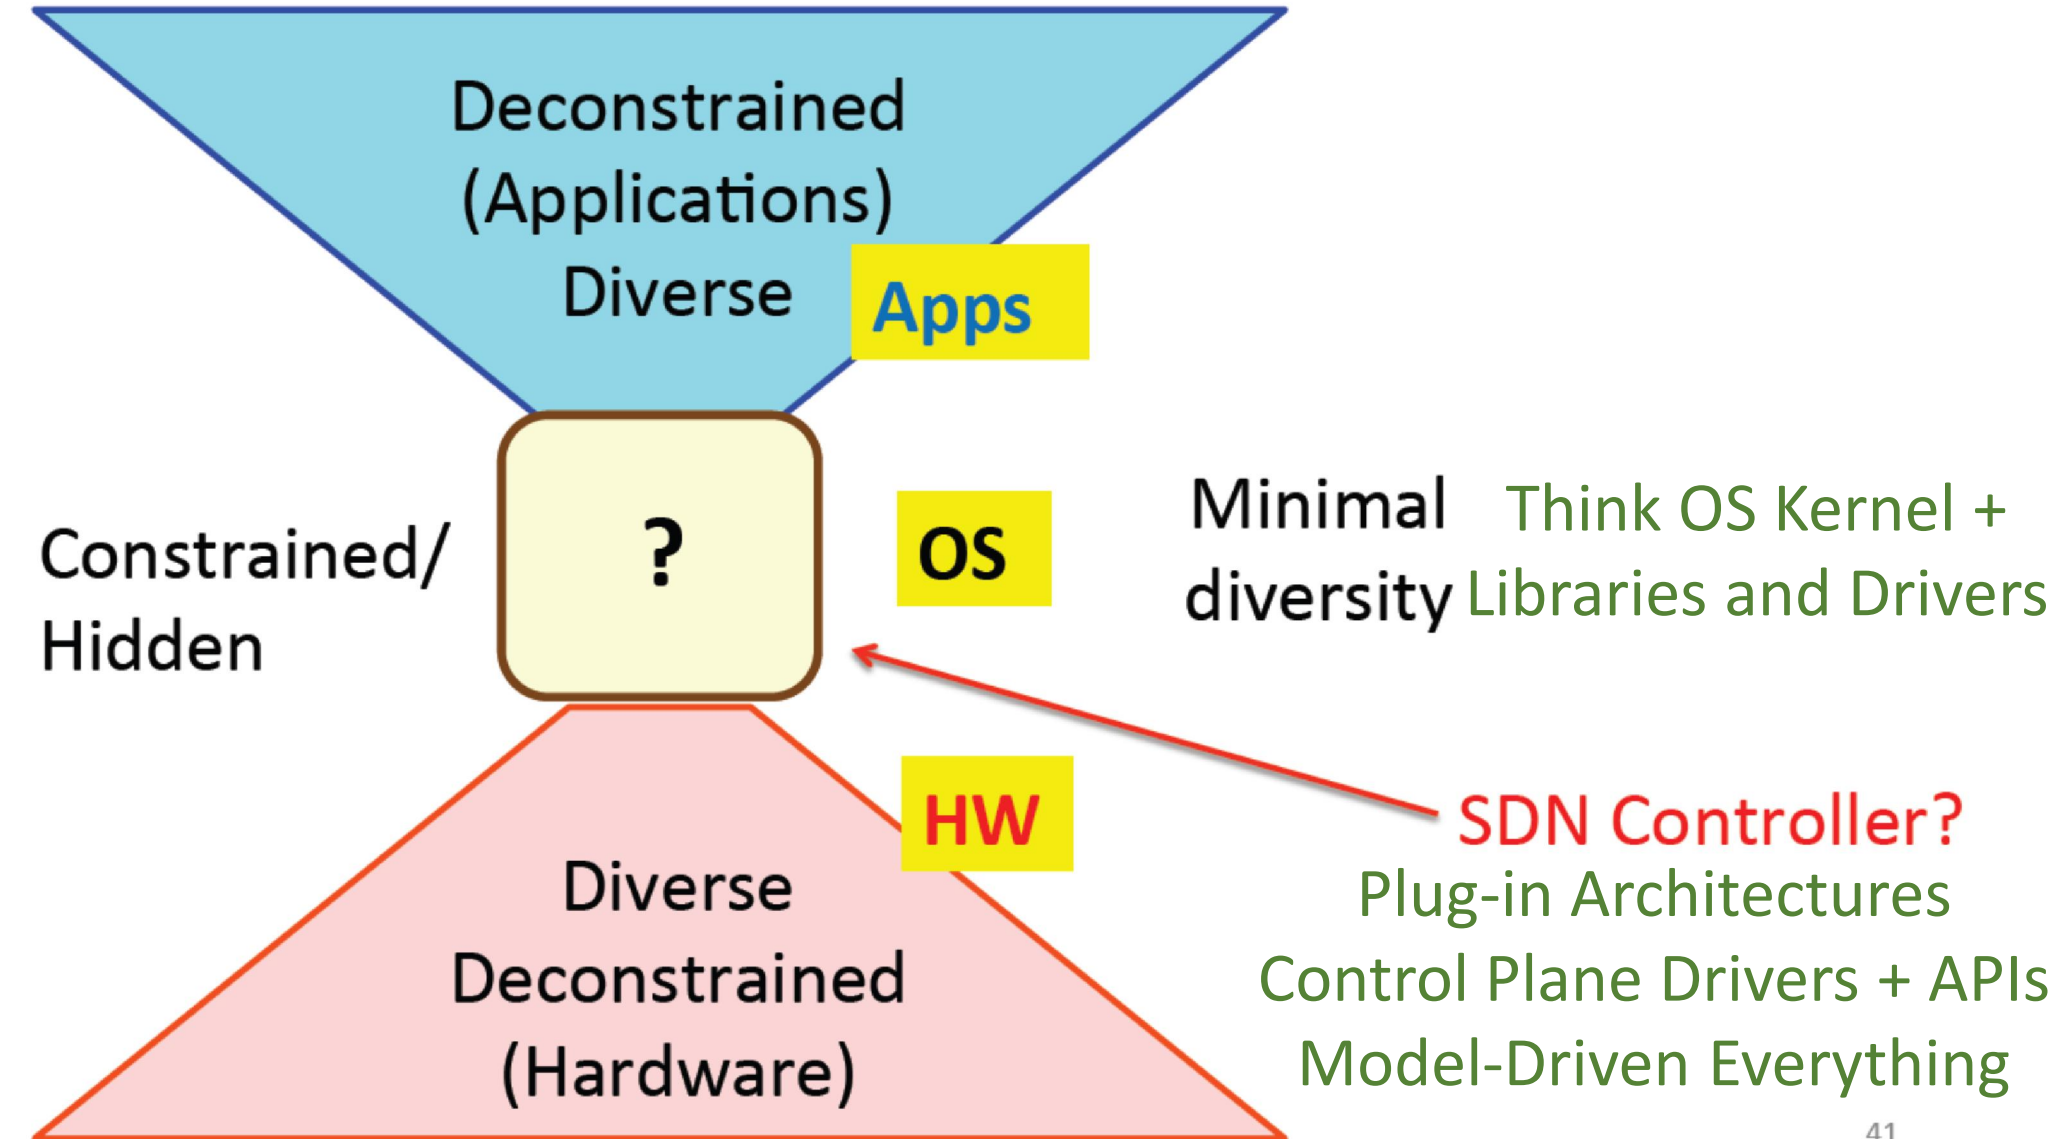 Deconstrained
(Applications)
Diverse
Apps
Constrained/
Hidden
?
OS
Minimal
diversity
Think OS Kernel +
Libraries and Drivers
HW
SDN Controller?
Plug-in Architectures
Control Plane Drivers + APIs
Model-Driven Everything
Diverse
Deconstrained
(Hardware)
41